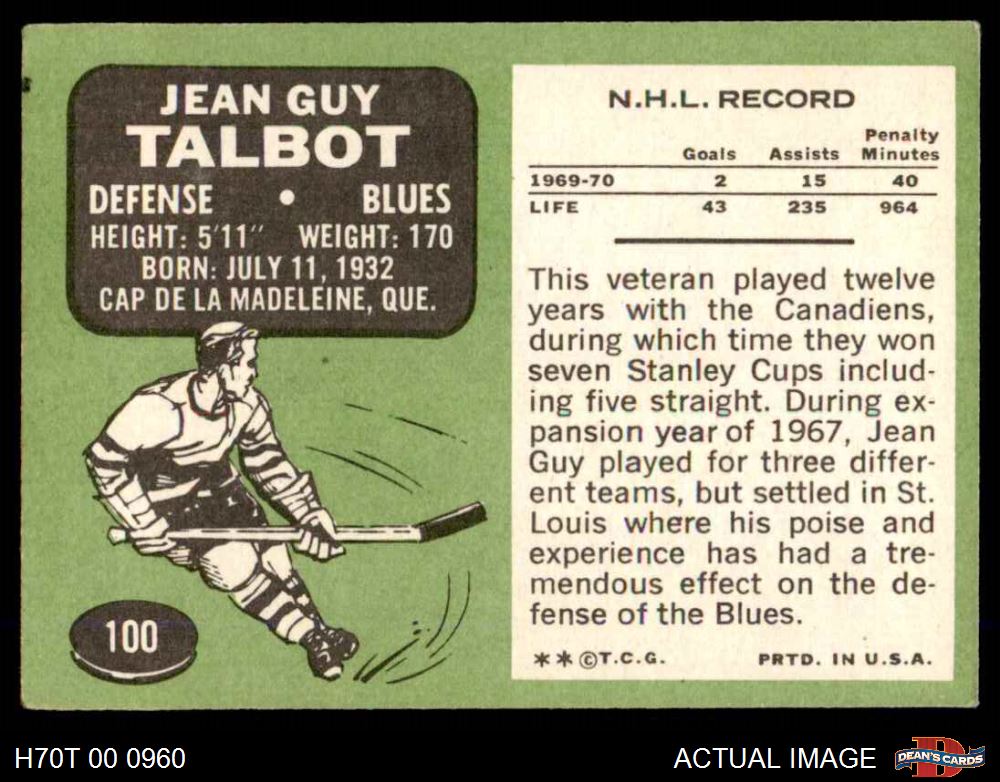 JEAN GUY
TALBOT
DEFENSE • BLUES
HEIGHT: 5'11" WEIGHT: 170
BORN: JULY 11, 1932
CAP DE LA MADELEINE, QUE.
100
N.H.L. RECORD
Goals Assists Penalty Minutes
1969-70 2 15 40
LIFE 43 235 964
This veteran played twelve
years with the Canadiens,
during which time they won
seven Stanley Cups includ-
ing five straight. During ex-
pansion year of 1967, Jean
Guy played for three differ-
ent teams, but settled in St.
Louis where his poise and
experience has had a tre-
mendous effect on the de-
fense of the Blues.
**©T.C.G. PRTD. IN U.S.A.
H70T 00 0960
ACTUAL IMAGE
D
DEAN'S CARDS